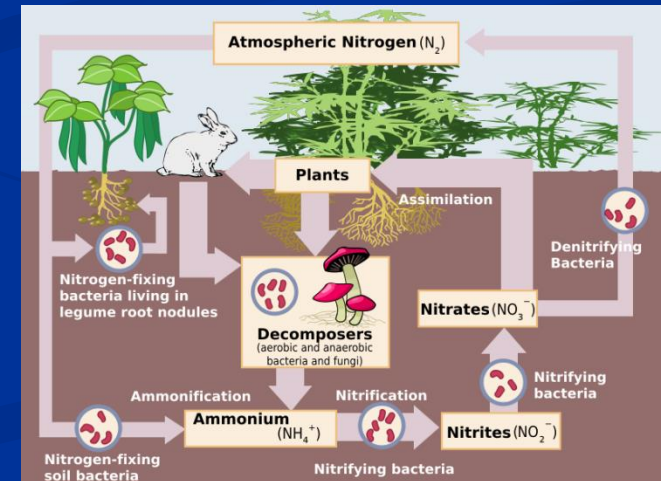 Atmospheric Nitrogen (N₂)
Plants
Assimilation
Denitrifying
Bacteria
Nitrogen-fixing
bacteria living in
legume root nodules
Decomposers
(aerobic and anaerobic
bacteria and fungi)
Nitrates (NO₃⁻)
Nitrifying
bacteria
Ammonification
Nitrification
Ammonium
(NH₄⁺)
Nitrites (NO₂⁻)
Nitrogen-fixing
soil bacteria
Nitrifying bacteria